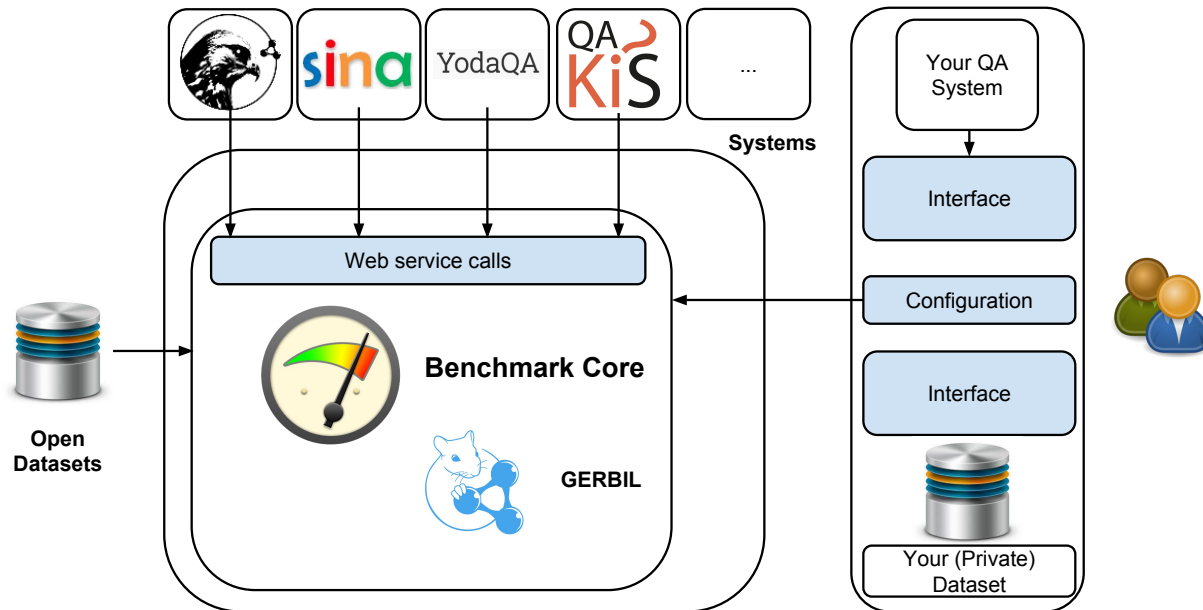 sina
YodaQA
QA
KiS
...
Systems
Your QA
System
Interface
Web service calls
Configuration
Benchmark Core
Interface
Open
Datasets
GERBIL
Your (Private)
Dataset